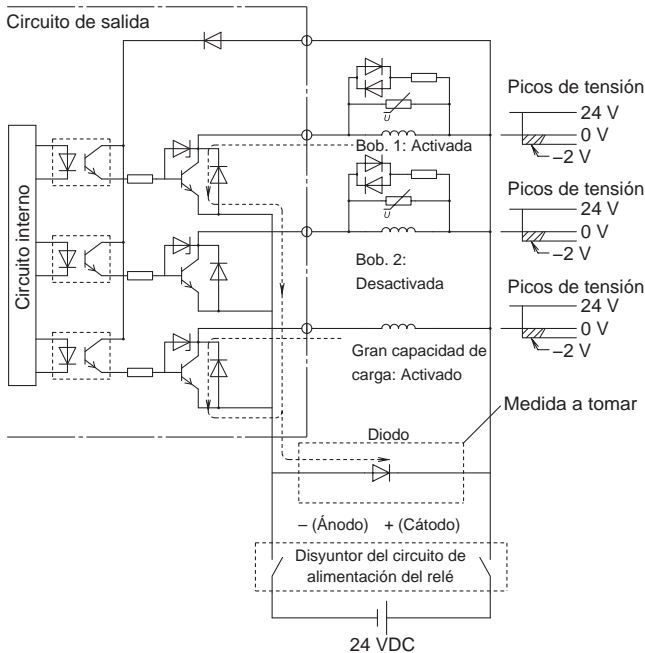 Circuito de salida
Picos de tensión
24 V
0 V
–2 V
U
Bob. 1: Activada
Circuito interno
Picos de tensión
24 V
0 V
–2 V
U
Bob. 2:
Desactivada
Picos de tensión
24 V
0 V
–2 V
Gran capacidad de
carga: Activado
Medida a tomar
Diodo
– (Ánodo) + (Cátodo)
Disyuntor del circuito de
alimentación del relé
24 VDC